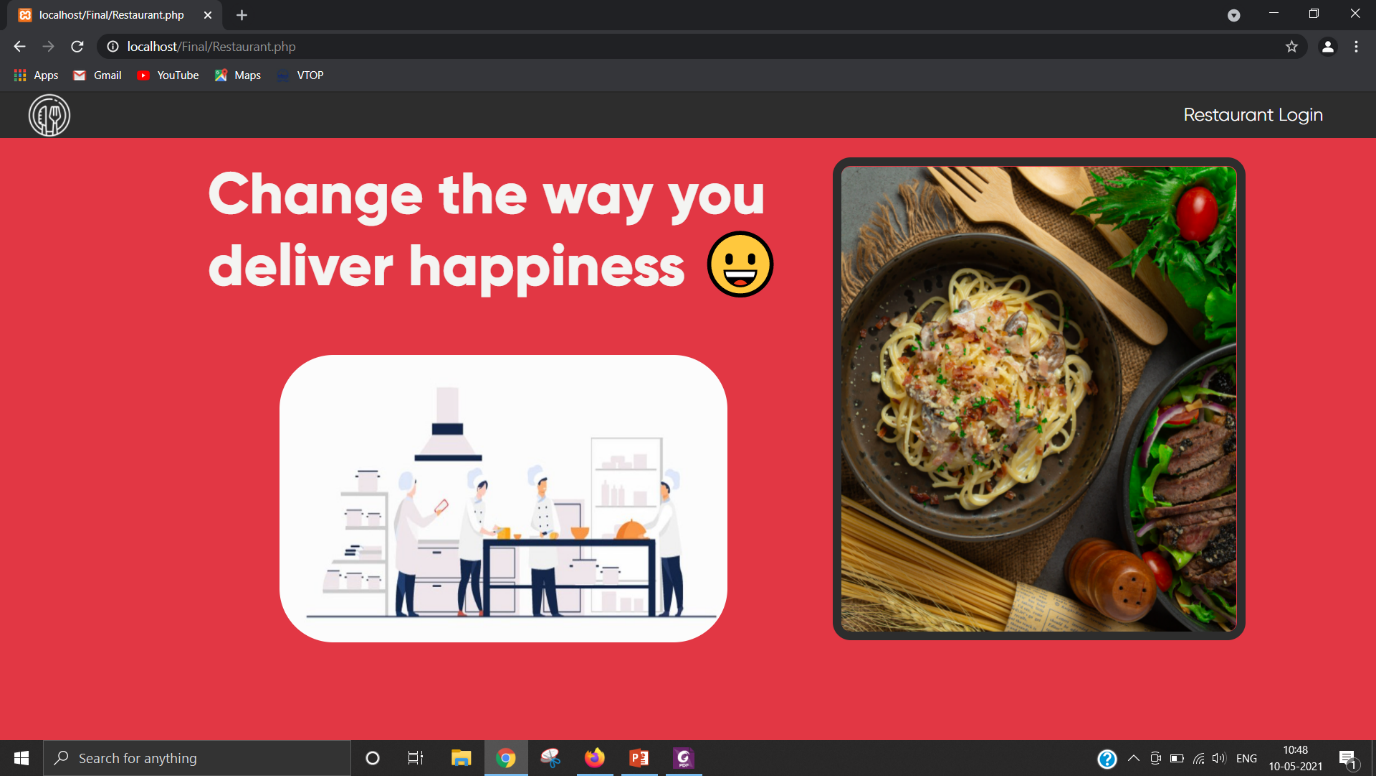 localhost/Final/Restaurant.php
localhost/Final/Restaurant.php
Apps
Gmail
YouTube
Maps
VTOP
Restaurant Login
Change the way you
deliver happiness
Search for anything
ENG
10:48
10-05-2021
1